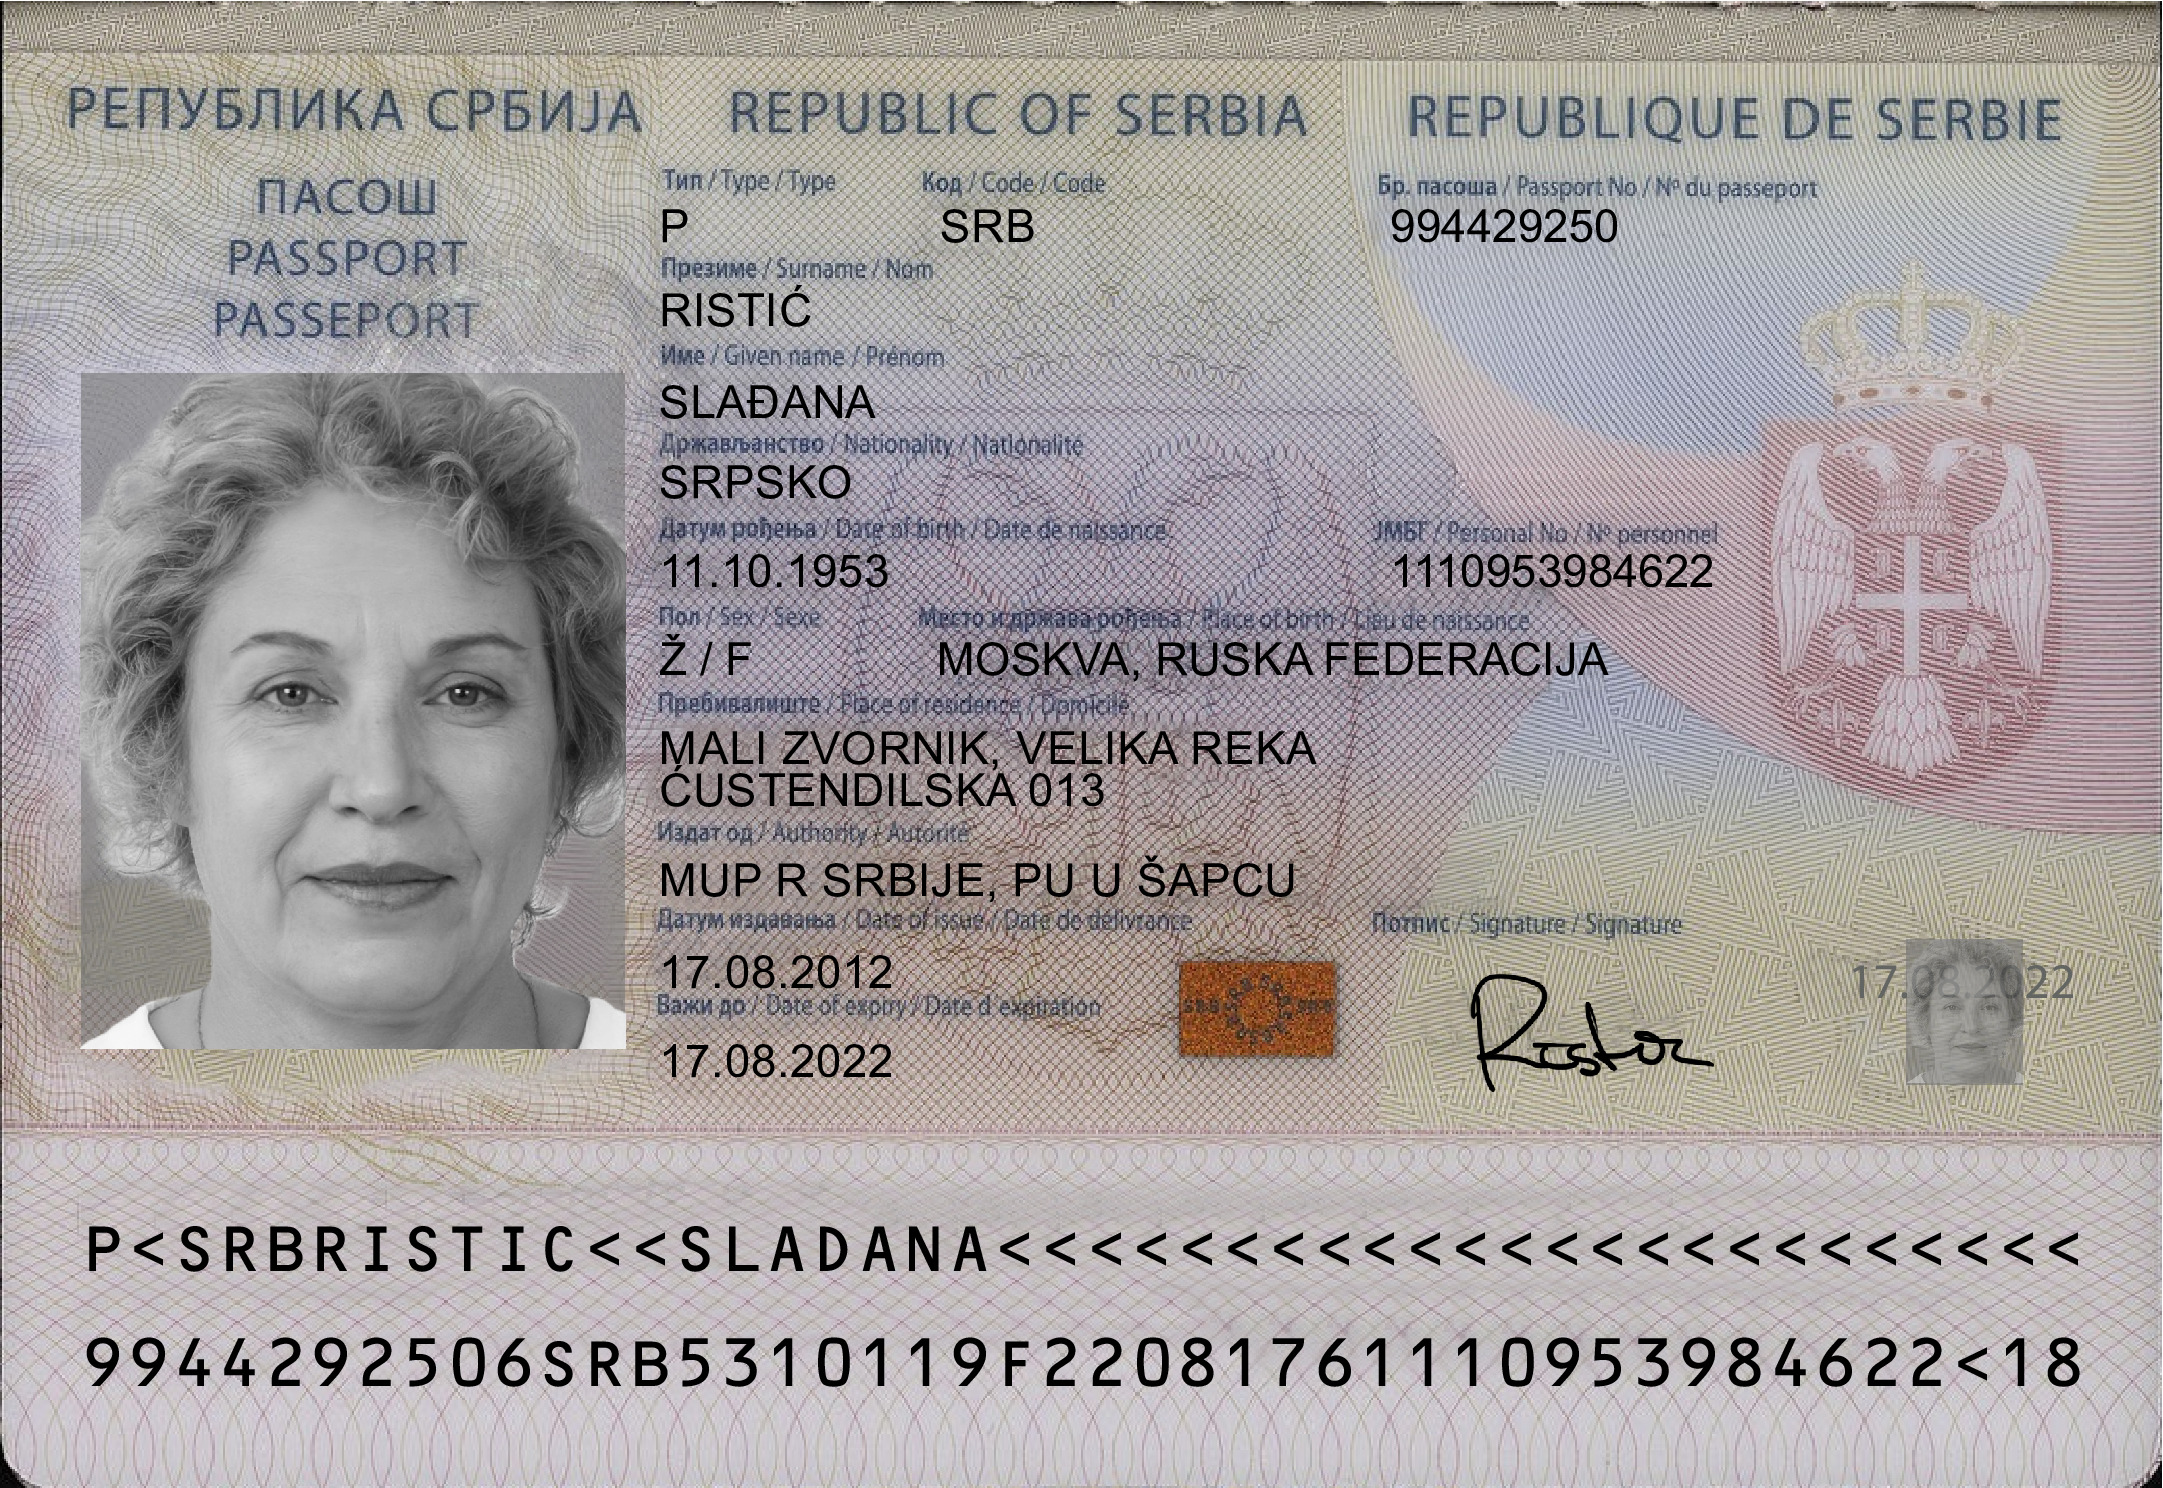 РЕПУБЛИКА СРБИЈА REPUBLIC OF SERBIA REPUBLIQUE DE SERBIE
ПАСОШ
PASSPORT
PASSEPORT
Тип / Type / Type Код / Code / Code Бр. пасоша / Passport No / Nº du passeport
P SRB 994429250
Презиме / Surname / Nom
RISTIĆ
Име / Given name / Prénom
SLAĐANA
Држављанство / Nationality / Nationalité
SRPSKO
Датум рођења / Date of birth / Date de naissance ЈМБГ / Personal No / Nº personnel
11.10.1953 1110953984622
Пол / Sex / Sexe Место и држава рођења / Place of birth / Lieu de naissance
Ž / F MOSKVA, RUSKA FEDERACIJA
Пребивалиште / Place of residence / Domicile
MALI ZVORNIK, VELIKA REKA
ĆUSTENDILSKA 013
Издат од / Authority / Autorité
MUP R SRBIJE, PU U ŠAPCU
Датум издавања / Date of issue / Date de délivrance Потпис / Signature / Signature
17.08.2012
17.08.2022
Важи до / Date of expiry / Date d expiration
17.08.2022
P<SRBRISTIC<<SLADANA<<<<<<<<<<<<<<<<<<<<<<<<
9944292506SRB5310119F22081761110953984622<18